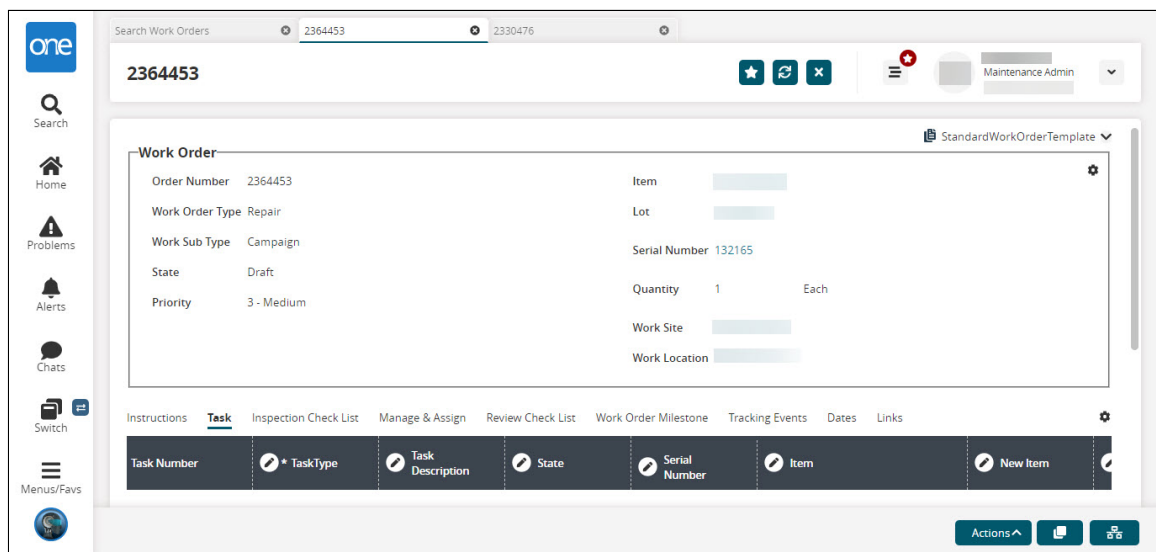 one
Search
Home
Problems
Alerts
Chats
Switch
Menus/Favs
Search Work Orders
2364453
2330476
2364453
Maintenance Admin
StandardWorkOrderTemplate
Work Order
Order Number 2364453
Work Order Type Repair
Work Sub Type Campaign
State Draft
Priority 3 - Medium
Item
Lot
Serial Number 132165
Quantity 1 Each
Work Site
Work Location
Instructions Task Inspection Check List Manage & Assign Review Check List Work Order Milestone Tracking Events Dates Links
Task Number
* TaskType
Task
Description
State
Serial
Number
Item
New Item
Actions